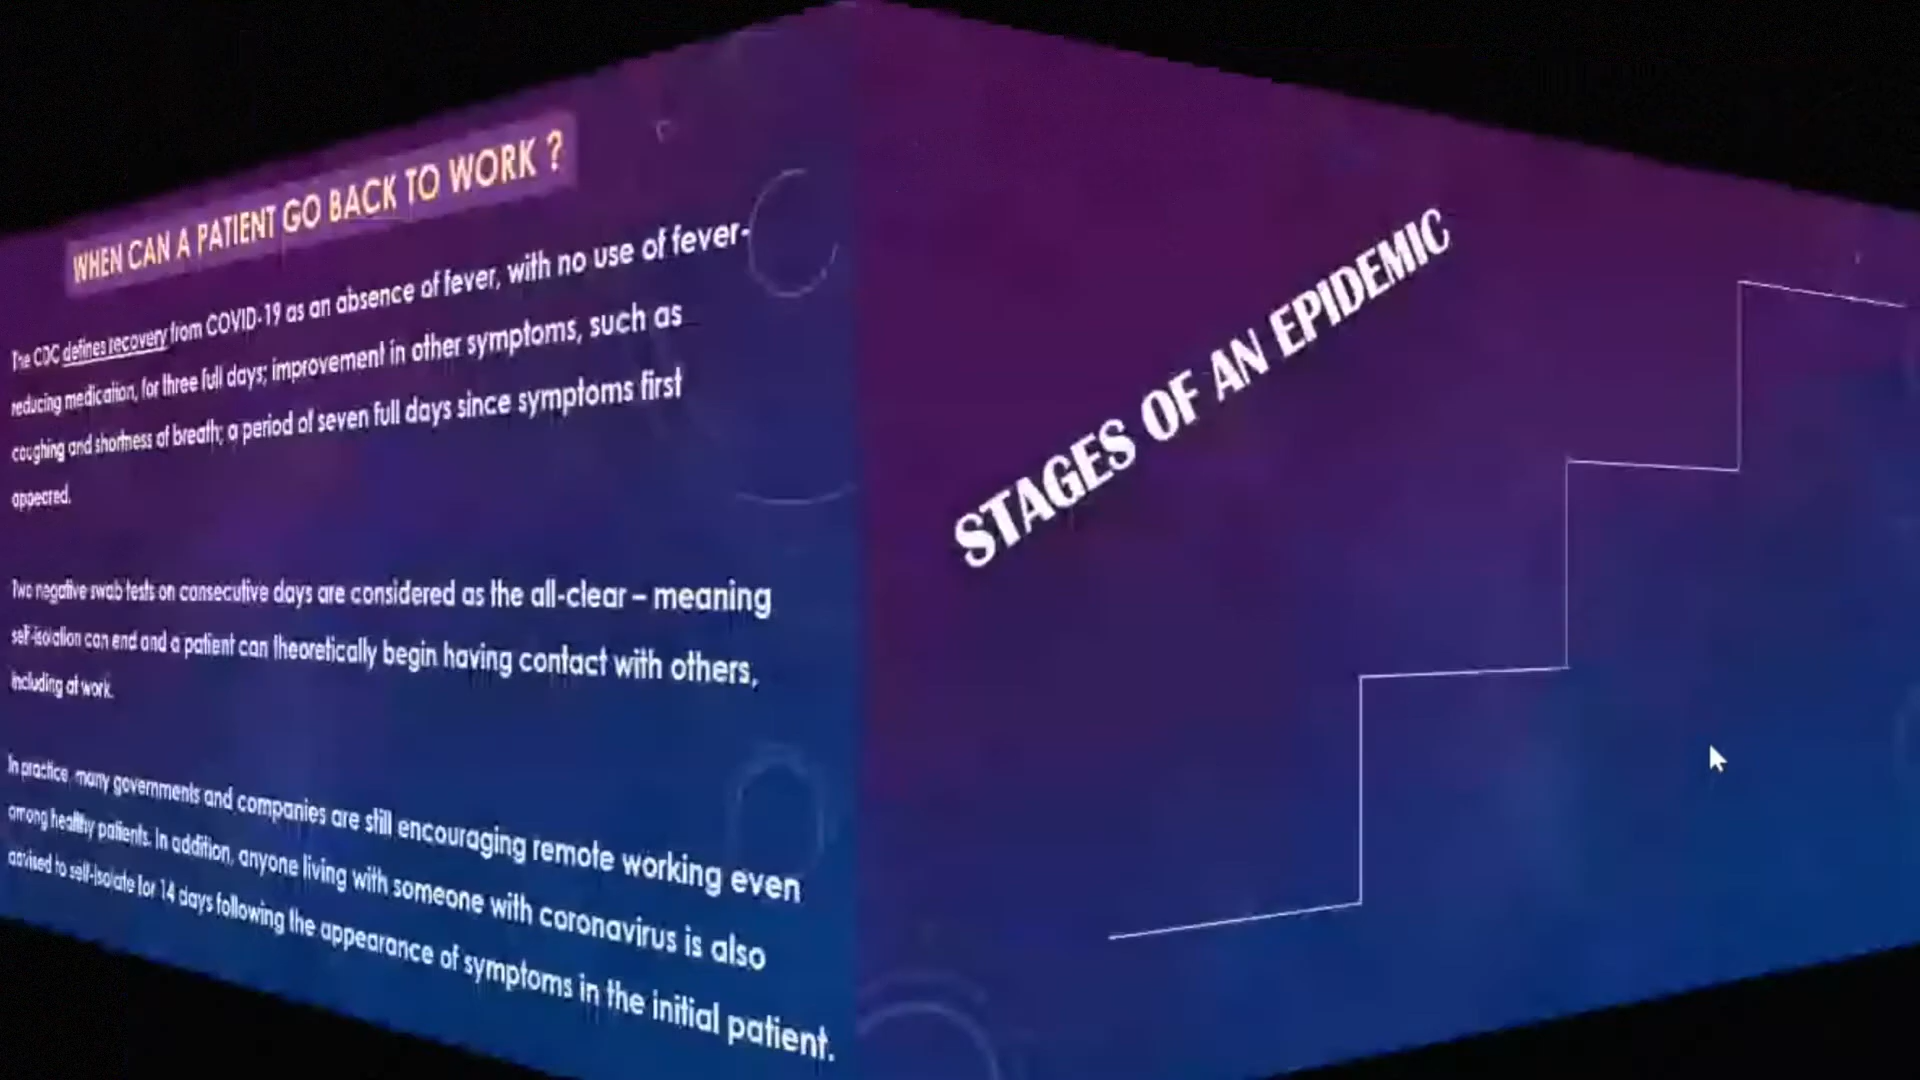 WHEN CAN A PATIENT GO BACK TO WORK ?
The CDC defines recovery from COVID-19 as an absence of fever, with no use of fever-
reducing medication, for three full days; improvement in other symptoms, such as
coughing and shortness of breath; a period of seven full days since symptoms first
appeared.
Two negative swab tests on consecutive days are considered as the all-clear – meaning
self-isolation can end and a patient can theoretically begin having contact with others,
including at work.
In practice, many governments and companies are still encouraging remote working even
among healthy patients. In addition, anyone living with someone with coronavirus is also
advised to self-isolate for 14 days following the appearance of symptoms in the initial patient.
STAGES OF AN EPIDEMIC